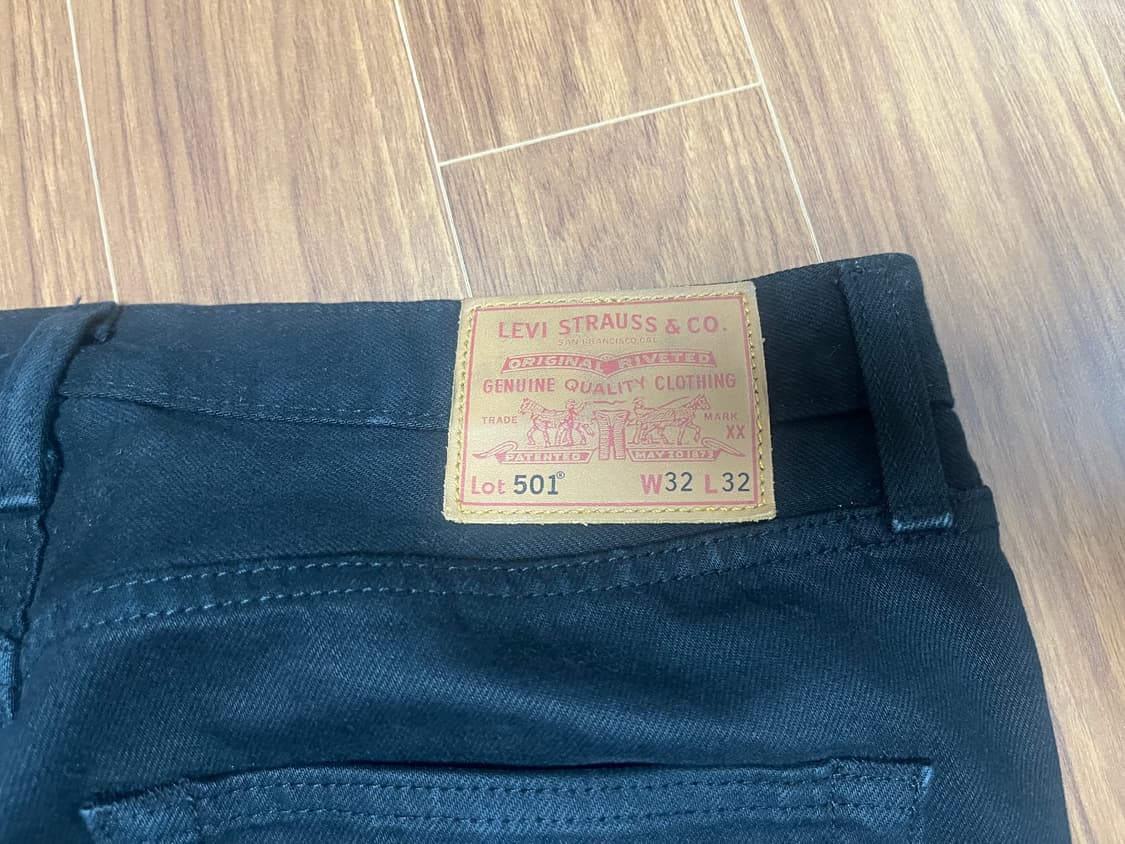 LEVI STRAUSS & CO.
SAN FRANCISCO, CAL
ORIGINAL RIVETED
GENUINE QUALITY CLOTHING
TRADE MARK
XX
PATENTED MAY 20 1873
Lot 501® W32 L32